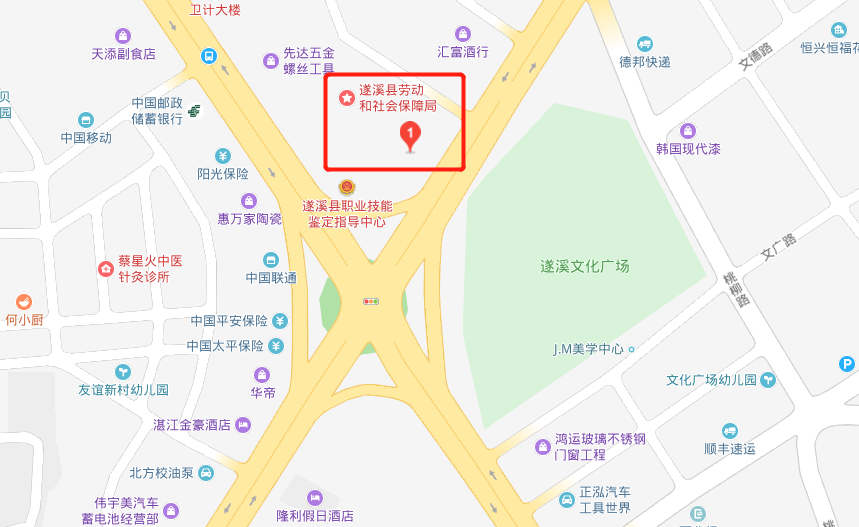 卫计大楼
天添副食店
先达五金
螺丝工具
汇富酒行
德邦快递
文德路
恒兴恒福花
贝
园
中国邮政
储蓄银行
遂溪县劳动
和社会保障局
1
中国移动
韩国现代漆
阳光保险
遂溪县职业技能
鉴定指导中心
惠万家陶瓷
文广路
蔡星火中医
针灸诊所
中国联通
遂溪文化广场
桃柳路
何小厨
中国平安保险
中国太平保险
J.M美学中心
P
友谊新村幼儿园
华帝
文化广场幼儿园
湛江金豪酒店
鸿运玻璃不锈钢
门窗工程
顺丰速运
北方校油泵
正泓汽车
工具世界
伟宇美汽车
蓄电池经营部
隆利假日酒店
桃